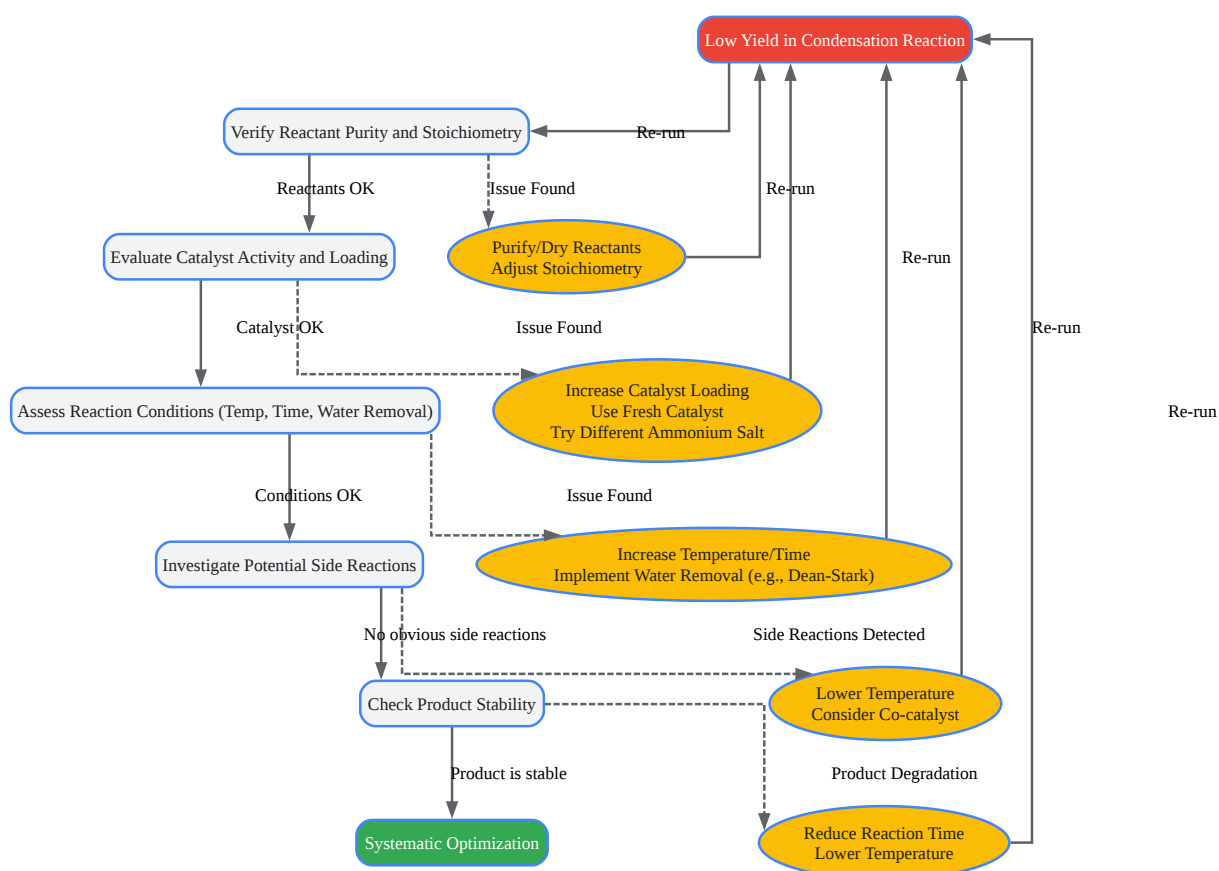 Low Yield in Condensation Reaction
Verify Reactant Purity and Stoichiometry
Re-run
Reactants OK
Issue Found
Re-run
Purify/Dry Reactants
Adjust Stoichiometry
Evaluate Catalyst Activity and Loading
Re-run
Catalyst OK
Issue Found
Re-run
Increase Catalyst Loading
Use Fresh Catalyst
Try Different Ammonium Salt
Assess Reaction Conditions (Temp, Time, Water Removal)
Re-run
Conditions OK
Issue Found
Increase Temperature/Time
Implement Water Removal (e.g., Dean-Stark)
Investigate Potential Side Reactions
No obvious side reactions
Side Reactions Detected
Lower Temperature
Consider Co-catalyst
Check Product Stability
Product is stable
Product Degradation
Reduce Reaction Time
Lower Temperature
Systematic Optimization